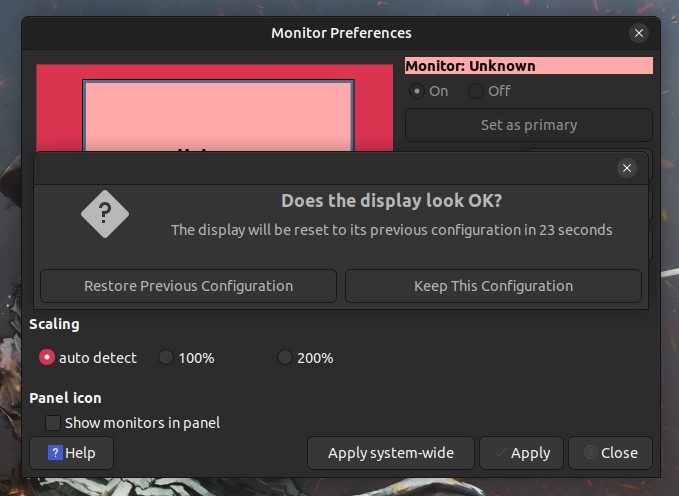 Monitor Preferences
Monitor: Unknown
On Off
Set as primary
?
Does the display look OK?
The display will be reset to its previous configuration in 23 seconds
Restore Previous Configuration Keep This Configuration
Scaling
auto detect 100% 200%
Panel icon
Show monitors in panel
? Help Apply system-wide Apply Close